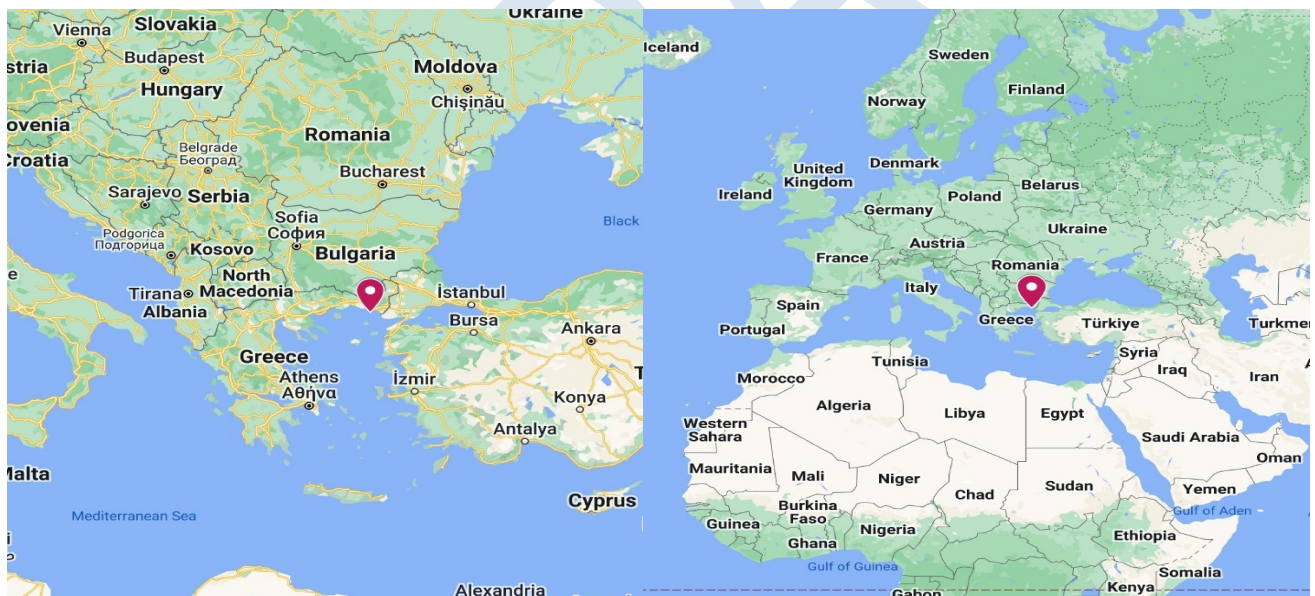 Ukraine
Vienna
Slovakia
stria
Budapest
Moldova
Hungary
Chișinău
ovenia
Croatia
Romania
Belgrade
Београд
Bucharest
Sarajevo
Serbia
Sofia
София
Black
Podgorica
Подгорица
Kosovo
Bulgaria
e
North
Macedonia
Tirana
Albania
İstanbul
Bursa
Ankara
Greece
Athens
Αθήνα
İzmir
Konya
Antalya
Malta
Cyprus
Mediterranean Sea
Alexandria
Iceland
Sweden
Finland
Norway
United
Kingdom
Denmark
Ireland
Belarus
Poland
Germany
Ukraine
Austria
France
Romania
Italy
Spain
Portugal
Greece
Türkiye
Turkmen
Tunisia
Syria
Iraq
Iran
Morocco
Algeria
Libya
Egypt
Western
Sahara
Saudi Arabia
Oman
Mauritania
Mali
Niger
Chad
Sudan
Yemen
Gulf of Aden
Burkina
Faso
Guinea
Nigeria
Ghana
Ethiopia
Gulf of Guinea
Somalia
Kenya
Gabon